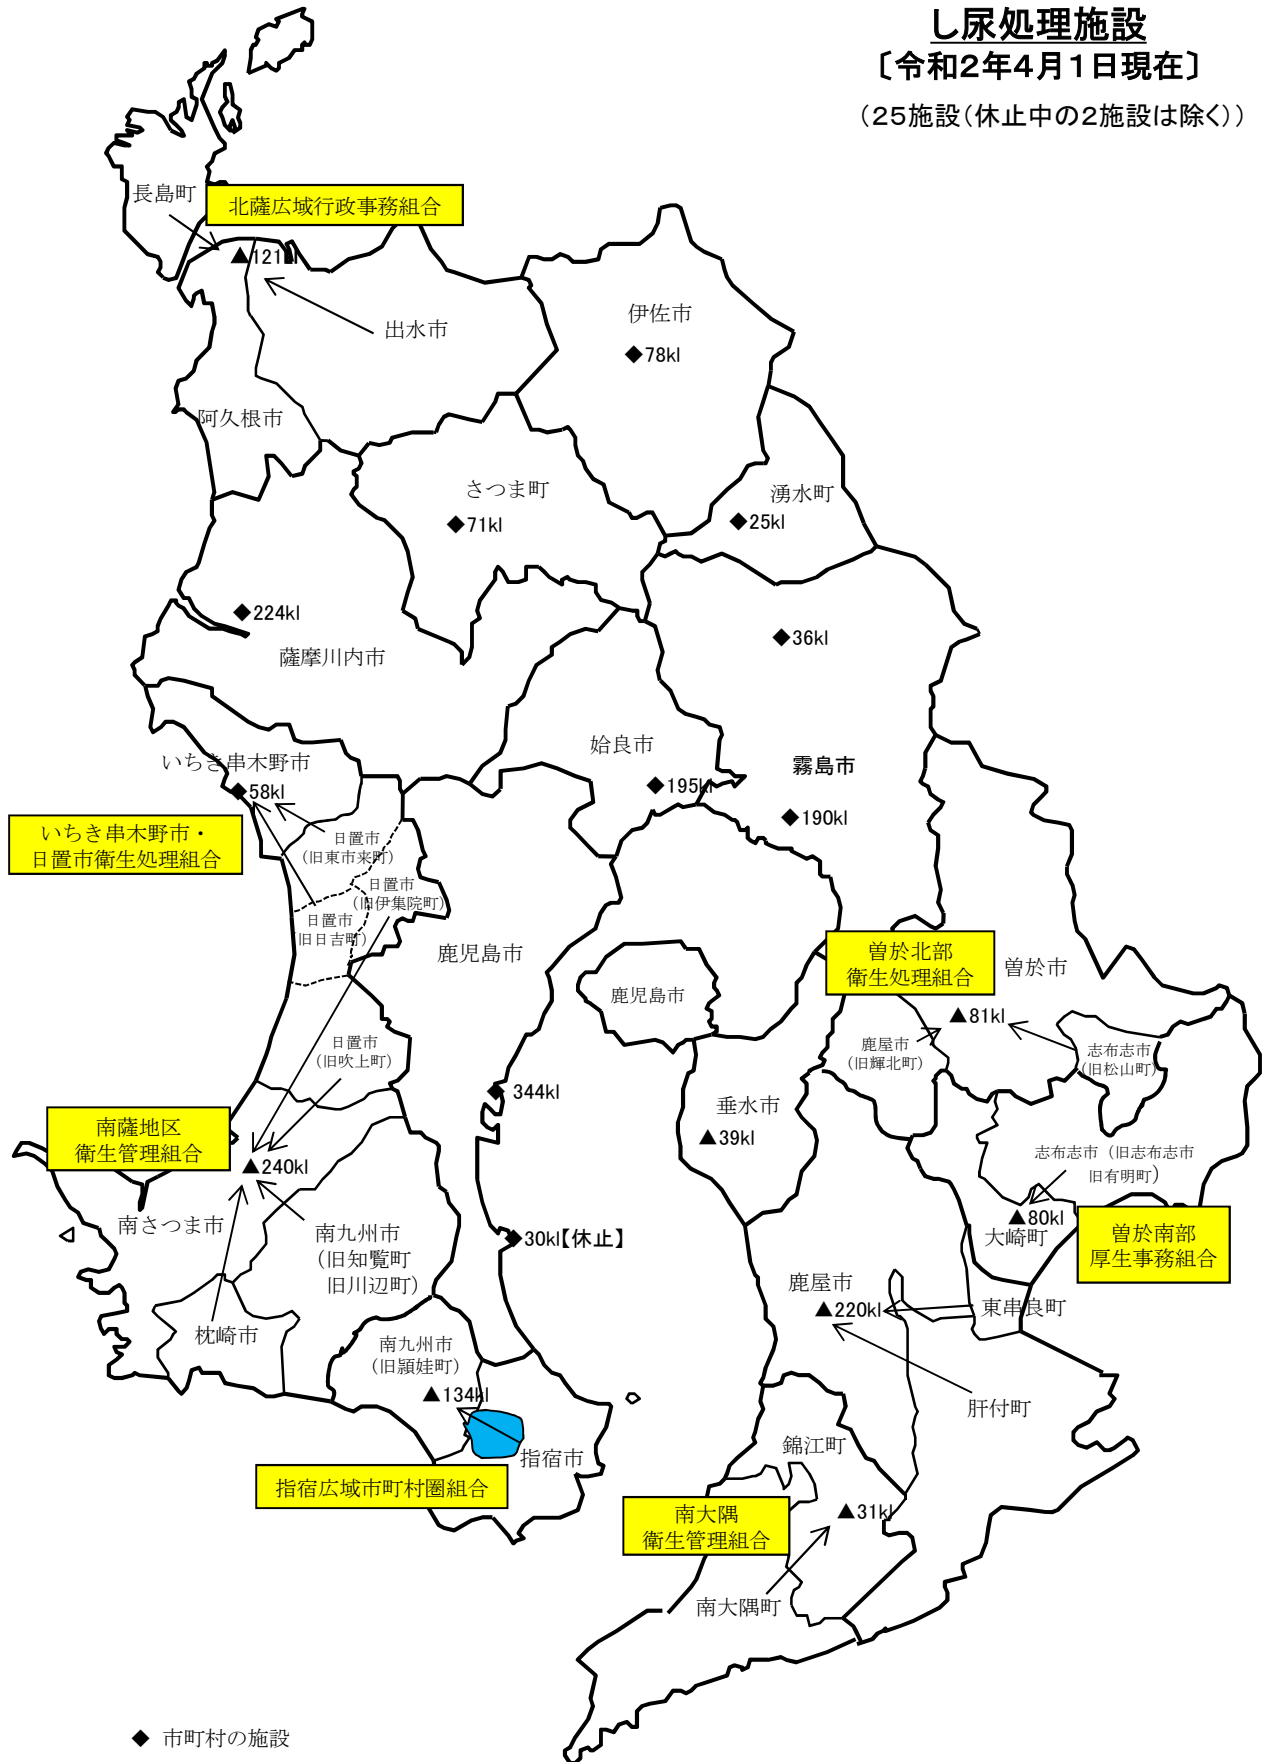 し尿処理施設
〔令和2年4月1日現在〕
（25施設（休止中の2施設は除く））
長島町
北薩広域行政事務組合
▲121kl
出水市
伊佐市
◆78kl
阿久根市
さつま町
◆71kl
湧水町
◆25kl
◆224kl
薩摩川内市
◆36kl
いちき串木野市
◆58kl
姶良市
◆195kl
霧島市
◆190kl
いちき串木野市・
日置市衛生処理組合
日置市
（旧東市来町）
日置市
（旧伊集院町）
日置市
（旧日吉町）
鹿児島市
鹿児島市
曽於北部
衛生処理組合
曽於市
▲81kl
鹿屋市
（旧輝北町）
志布志市
（旧松山町）
日置市
（旧吹上町）
◆344kl
垂水市
▲39kl
南薩地区
衛生管理組合
▲240kl
南さつま市
志布志市（旧志布志市
旧有明町）
▲80kl
大崎町
曽於南部
厚生事務組合
南九州市
（旧知覧町
旧川辺町）
◆30kl【休止】
鹿屋市
▲220kl
東串良町
枕崎市
南九州市
（旧頴娃町）
▲134kl
指宿市
肝付町
錦江町
指宿広域市町村圏組合
南大隅
衛生管理組合
▲31kl
南大隅町
◆ 市町村の施設